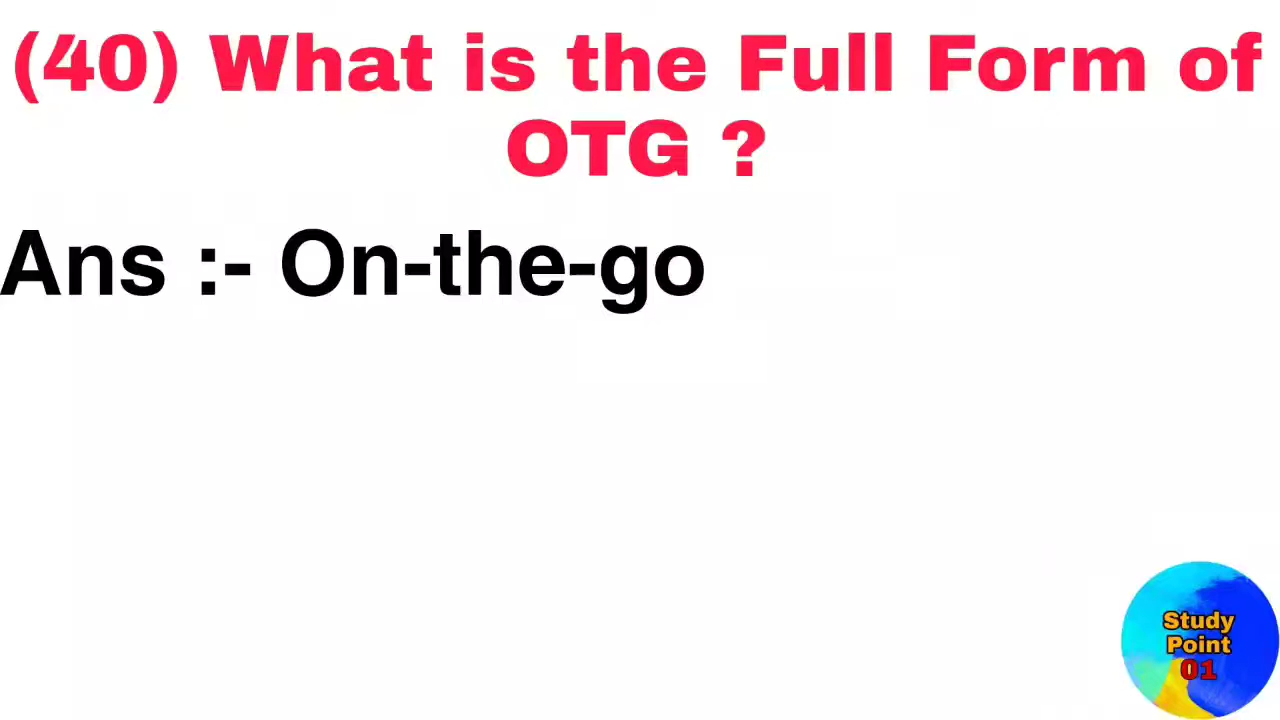 (40) What is the Full Form of
OTG ?
Ans :- On-the-go
Study
Point
01